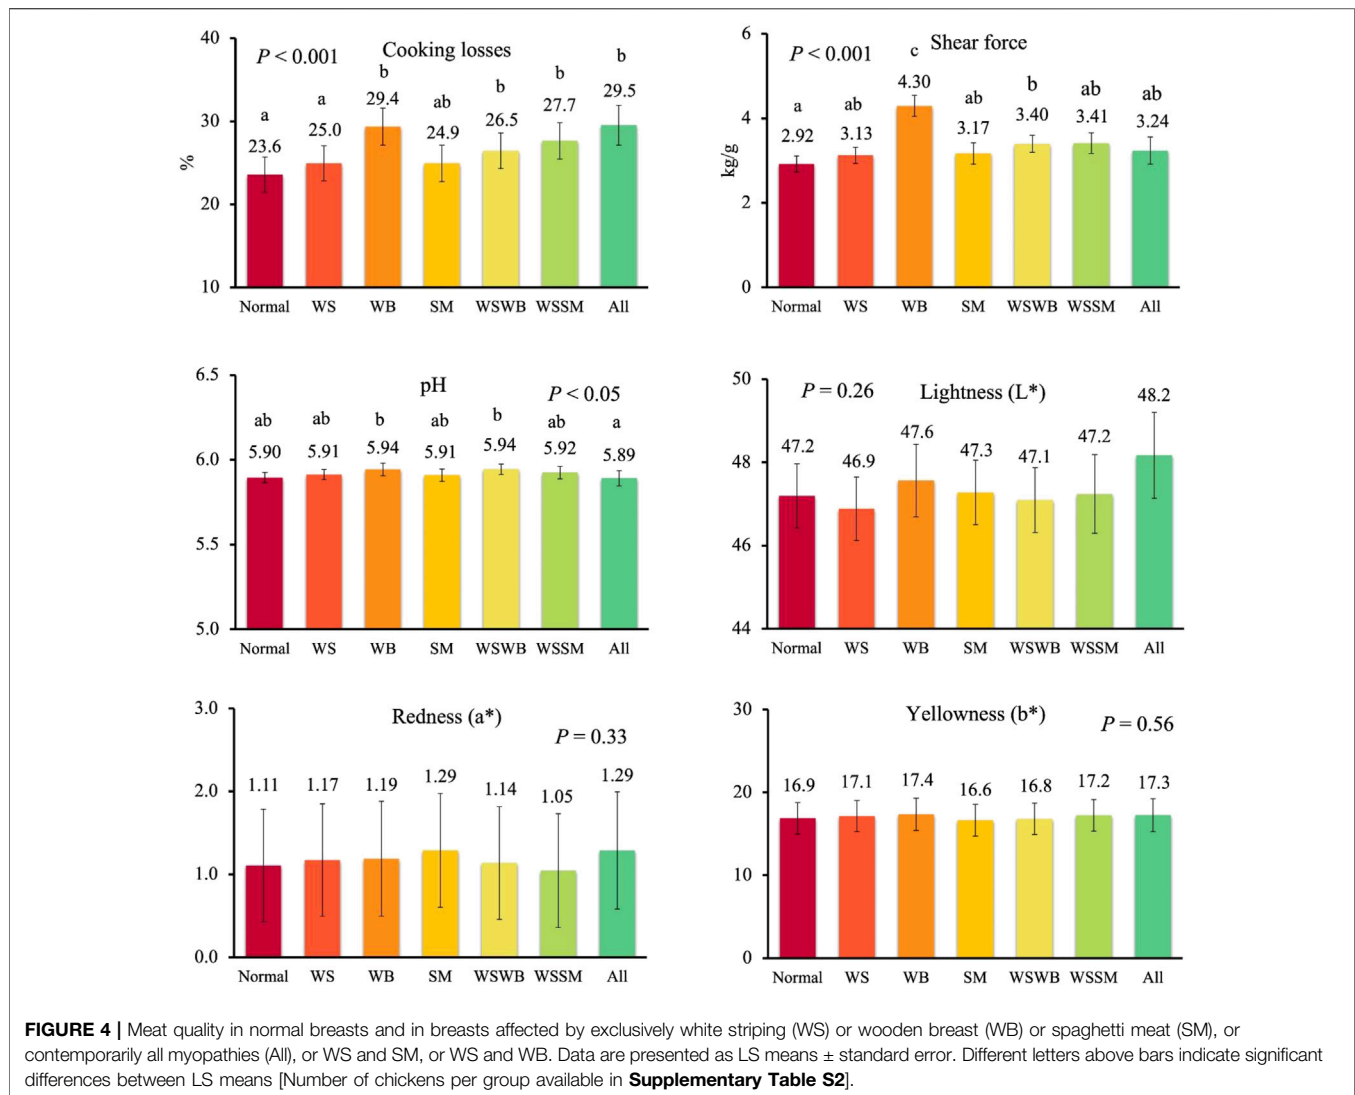 Cooking losses
P < 0.001
%
40
30
20
10
a
a
b
ab
b
b
b
23.6
25.0
29.4
24.9
26.5
27.7
29.5
Normal WS WB SM WSWB WSSM All
Shear force
P < 0.001
kg/g
6
4
2
0
a
ab
c
ab
b
ab
ab
2.92
3.13
4.30
3.17
3.40
3.41
3.24
Normal WS WB SM WSWB WSSM All
pH
P < 0.05
6.5
6.0
5.5
5.0
ab
ab
b
ab
b
ab
a
5.90
5.91
5.94
5.91
5.94
5.92
5.89
Normal WS WB SM WSWB WSSM All
Lightness (L*)
P = 0.26
50
48
46
44
47.2
46.9
47.6
47.3
47.1
47.2
48.2
Normal WS WB SM WSWB WSSM All
Redness (a*)
P = 0.33
3.0
2.0
1.0
0.0
1.11
1.17
1.19
1.29
1.14
1.05
1.29
Normal WS WB SM WSWB WSSM All
Yellowness (b*)
P = 0.56
30
20
10
0
16.9
17.1
17.4
16.6
16.8
17.2
17.3
Normal WS WB SM WSWB WSSM All
FIGURE 4 | Meat quality in normal breasts and in breasts affected by exclusively white striping (WS) or wooden breast (WB) or spaghetti meat (SM), or
contemporarily all myopathies (All), or WS and SM, or WS and WB. Data are presented as LS means ± standard error. Different letters above bars indicate significant
differences between LS means [Number of chickens per group available in Supplementary Table S2].